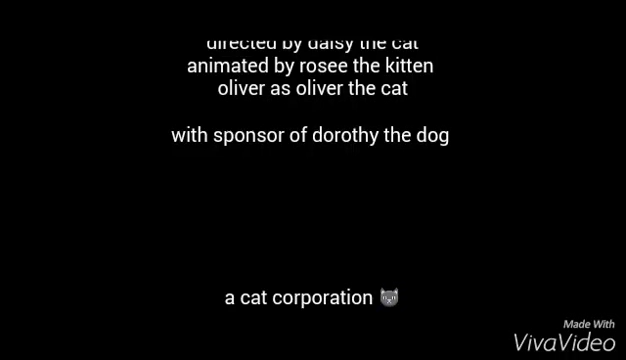 directed by daisy the cat
animated by rosee the kitten
oliver as oliver the cat
with sponsor of dorothy the dog
a cat corporation
Made With
VivaVideo